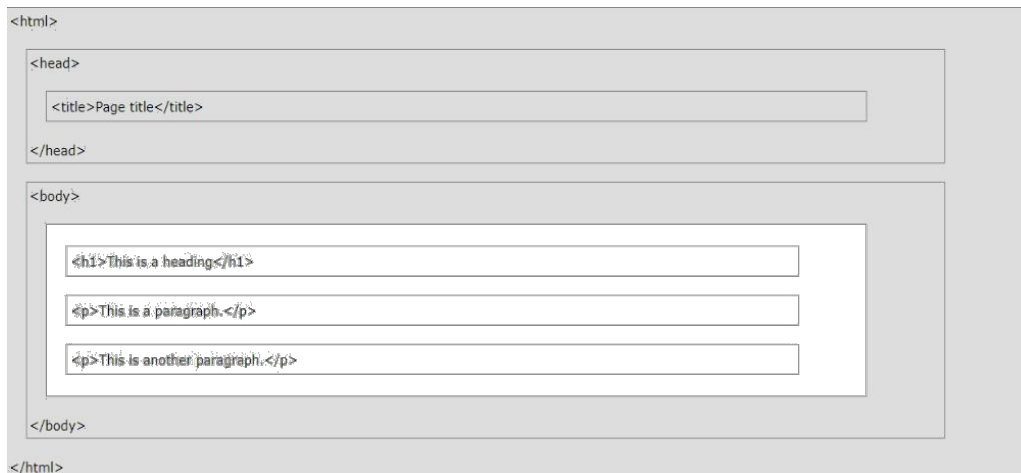 <html>
<head>
<title>Page title</title>
</head>
<body>
<h1>This is a heading</h1>
<p>This is a paragraph.</p>
<p>This is another paragraph.</p>
</body>
</html>